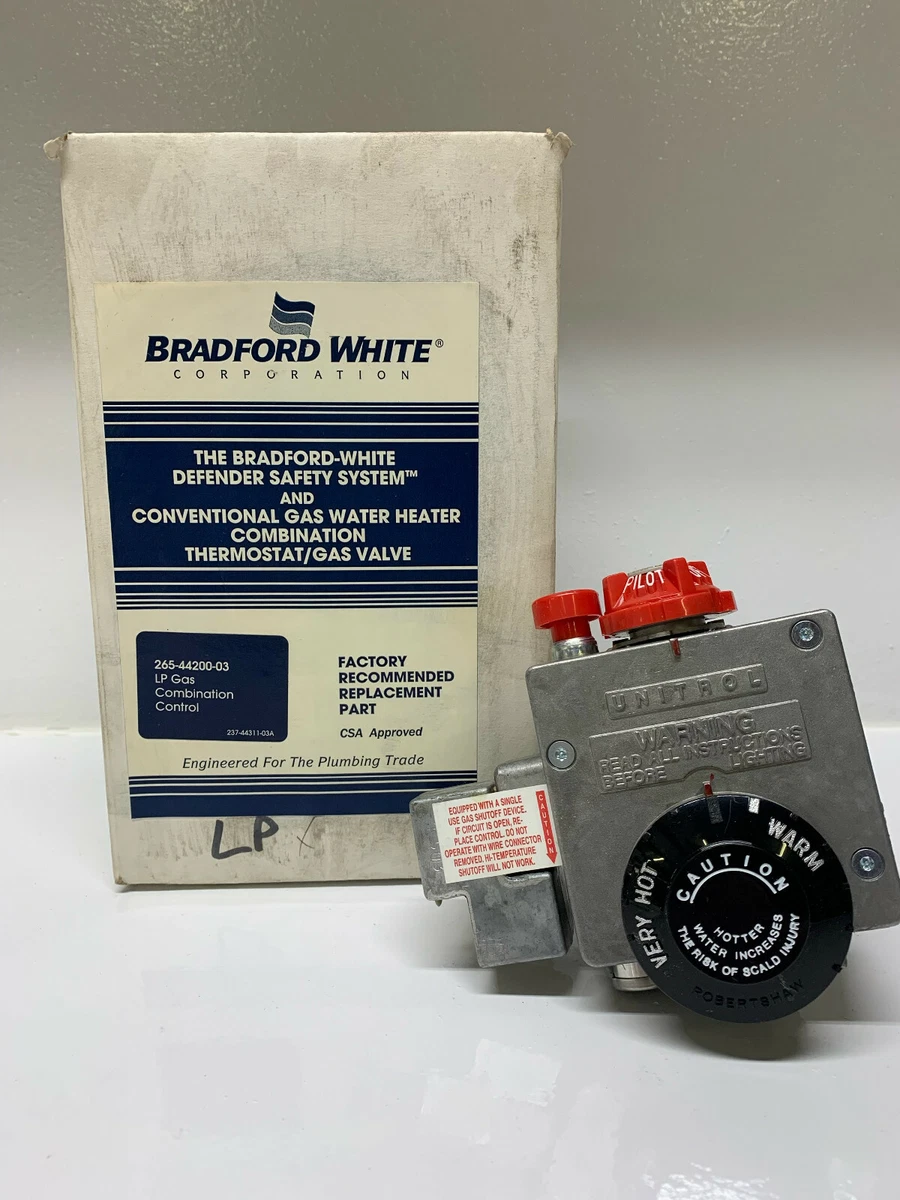 BRADFORD WHITE®
CORPORATION
THE BRADFORD-WHITE
DEFENDER SAFETY SYSTEM™
AND
CONVENTIONAL GAS WATER HEATER
COMBINATION
THERMOSTAT/GAS VALVE
265-44200-03
LP Gas
Combination
Control
237-44311-03A
FACTORY
RECOMMENDED
REPLACEMENT
PART
CSA Approved
Engineered For The Plumbing Trade
LP
PILOT
UNITROL
WARNING
READ ALL INSTRUCTIONS
BEFORE LIGHTING
EQUIPPED WITH A SINGLE
USE GAS SHUTOFF DEVICE.
IF CIRCUIT IS OPEN, RE-
PLACE CONTROL. DO NOT
OPERATE WITH WIRE CONNECTOR
REMOVED. HI-TEMPERATURE
SHUTOFF WILL NOT WORK.
CAUTION
WARM
VERY HOT
CAUTION
HOTTER
WATER INCREASES
THE RISK OF SCALD INJURY
ROBERTSHAW